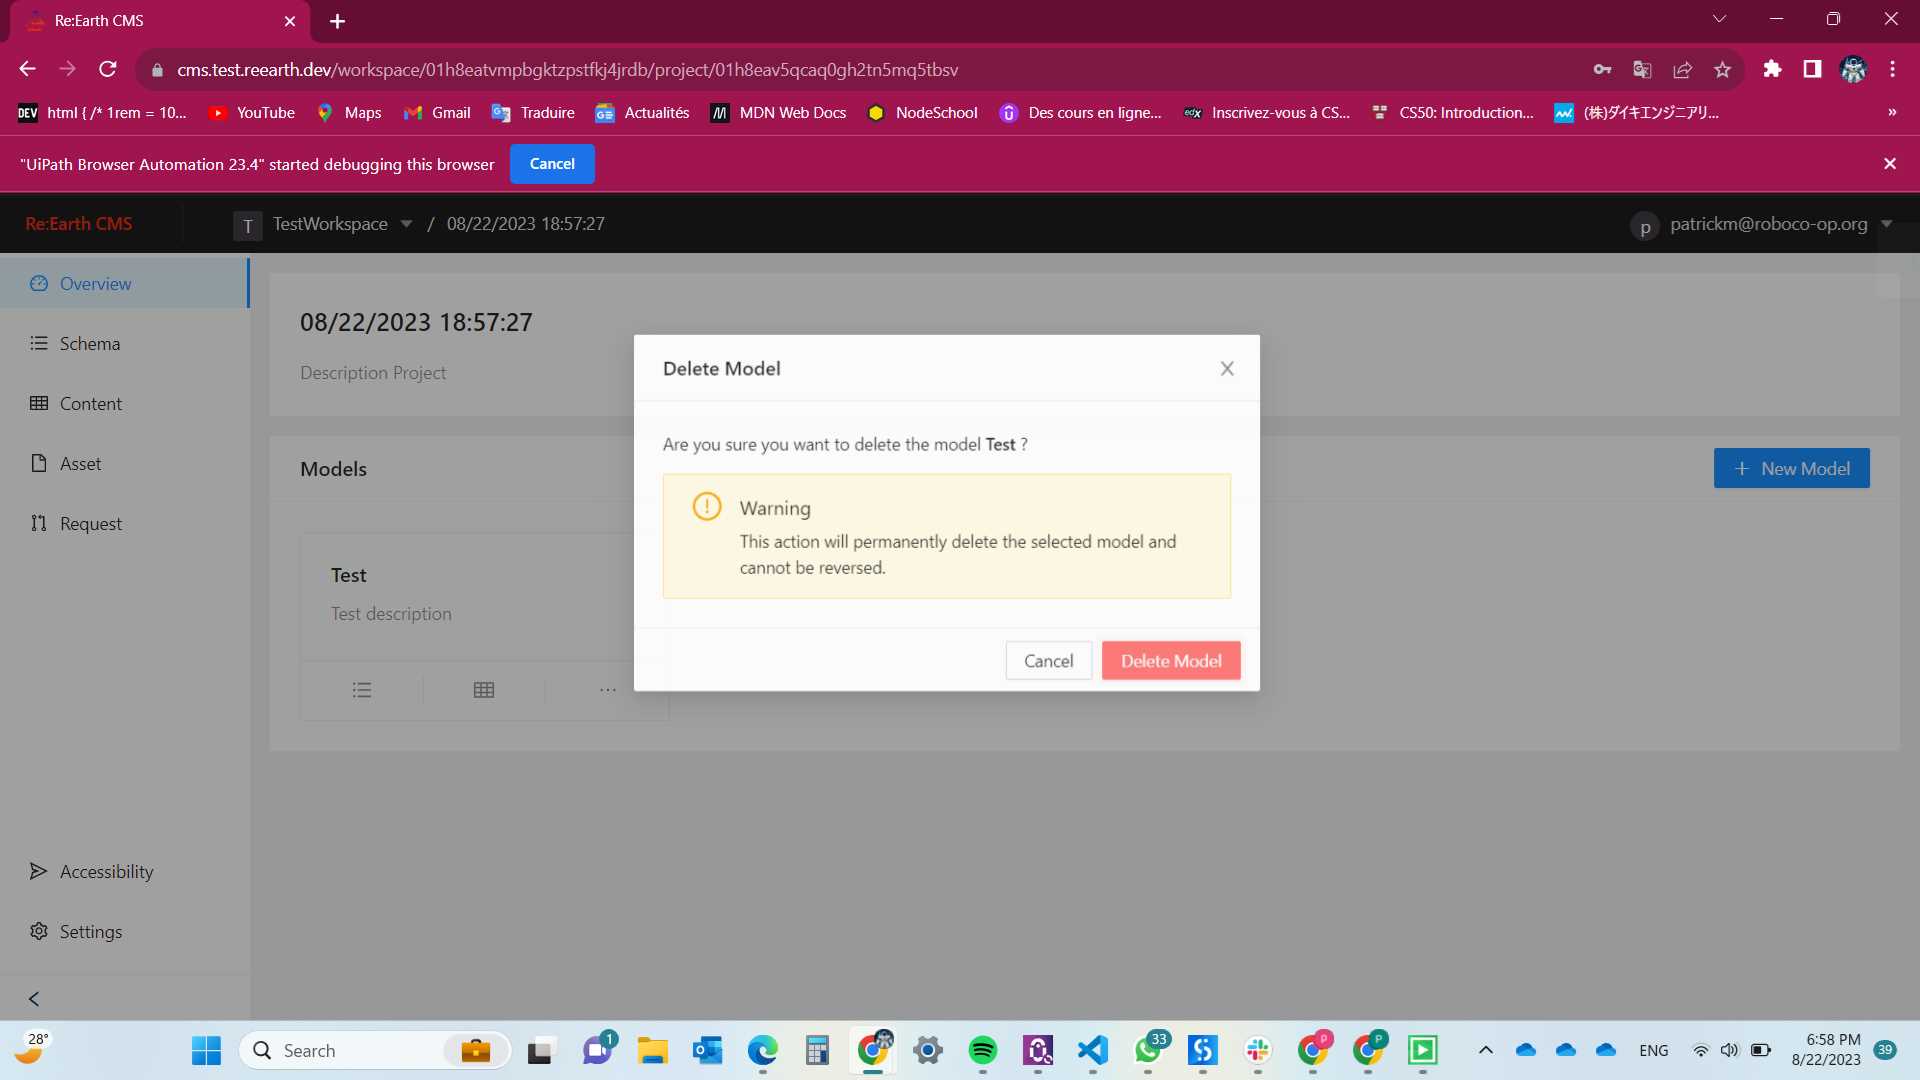 Re:Earth CMS
cms.test.reearth.dev/workspace/01h8eatvmpbgktzpstfkj4jrdb/project/01h8eav5qcaq0gh2tn5mq5tbsv
DEV html { /* 1rem = 10... YouTube Maps Gmail Traduire Actualités MDN Web Docs NodeSchool Des cours en ligne... edX Inscrivez-vous à CS... CS50: Introduction... (株)ダイキエンジニアリ... »
"UiPath Browser Automation 23.4" started debugging this browser Cancel
Re:Earth CMS T TestWorkspace / 08/22/2023 18:57:27 p patrickm@roboco-op.org
Overview
Schema
Content
Asset
Request
Accessibility
Settings
08/22/2023 18:57:27
Description Project
Models
New Model
Test
Test description
Delete Model
Are you sure you want to delete the model Test ?
Warning
This action will permanently delete the selected model and
cannot be reversed.
Cancel Delete Model
28° Search 1 33 P P ENG 6:58 PM
8/22/2023 39